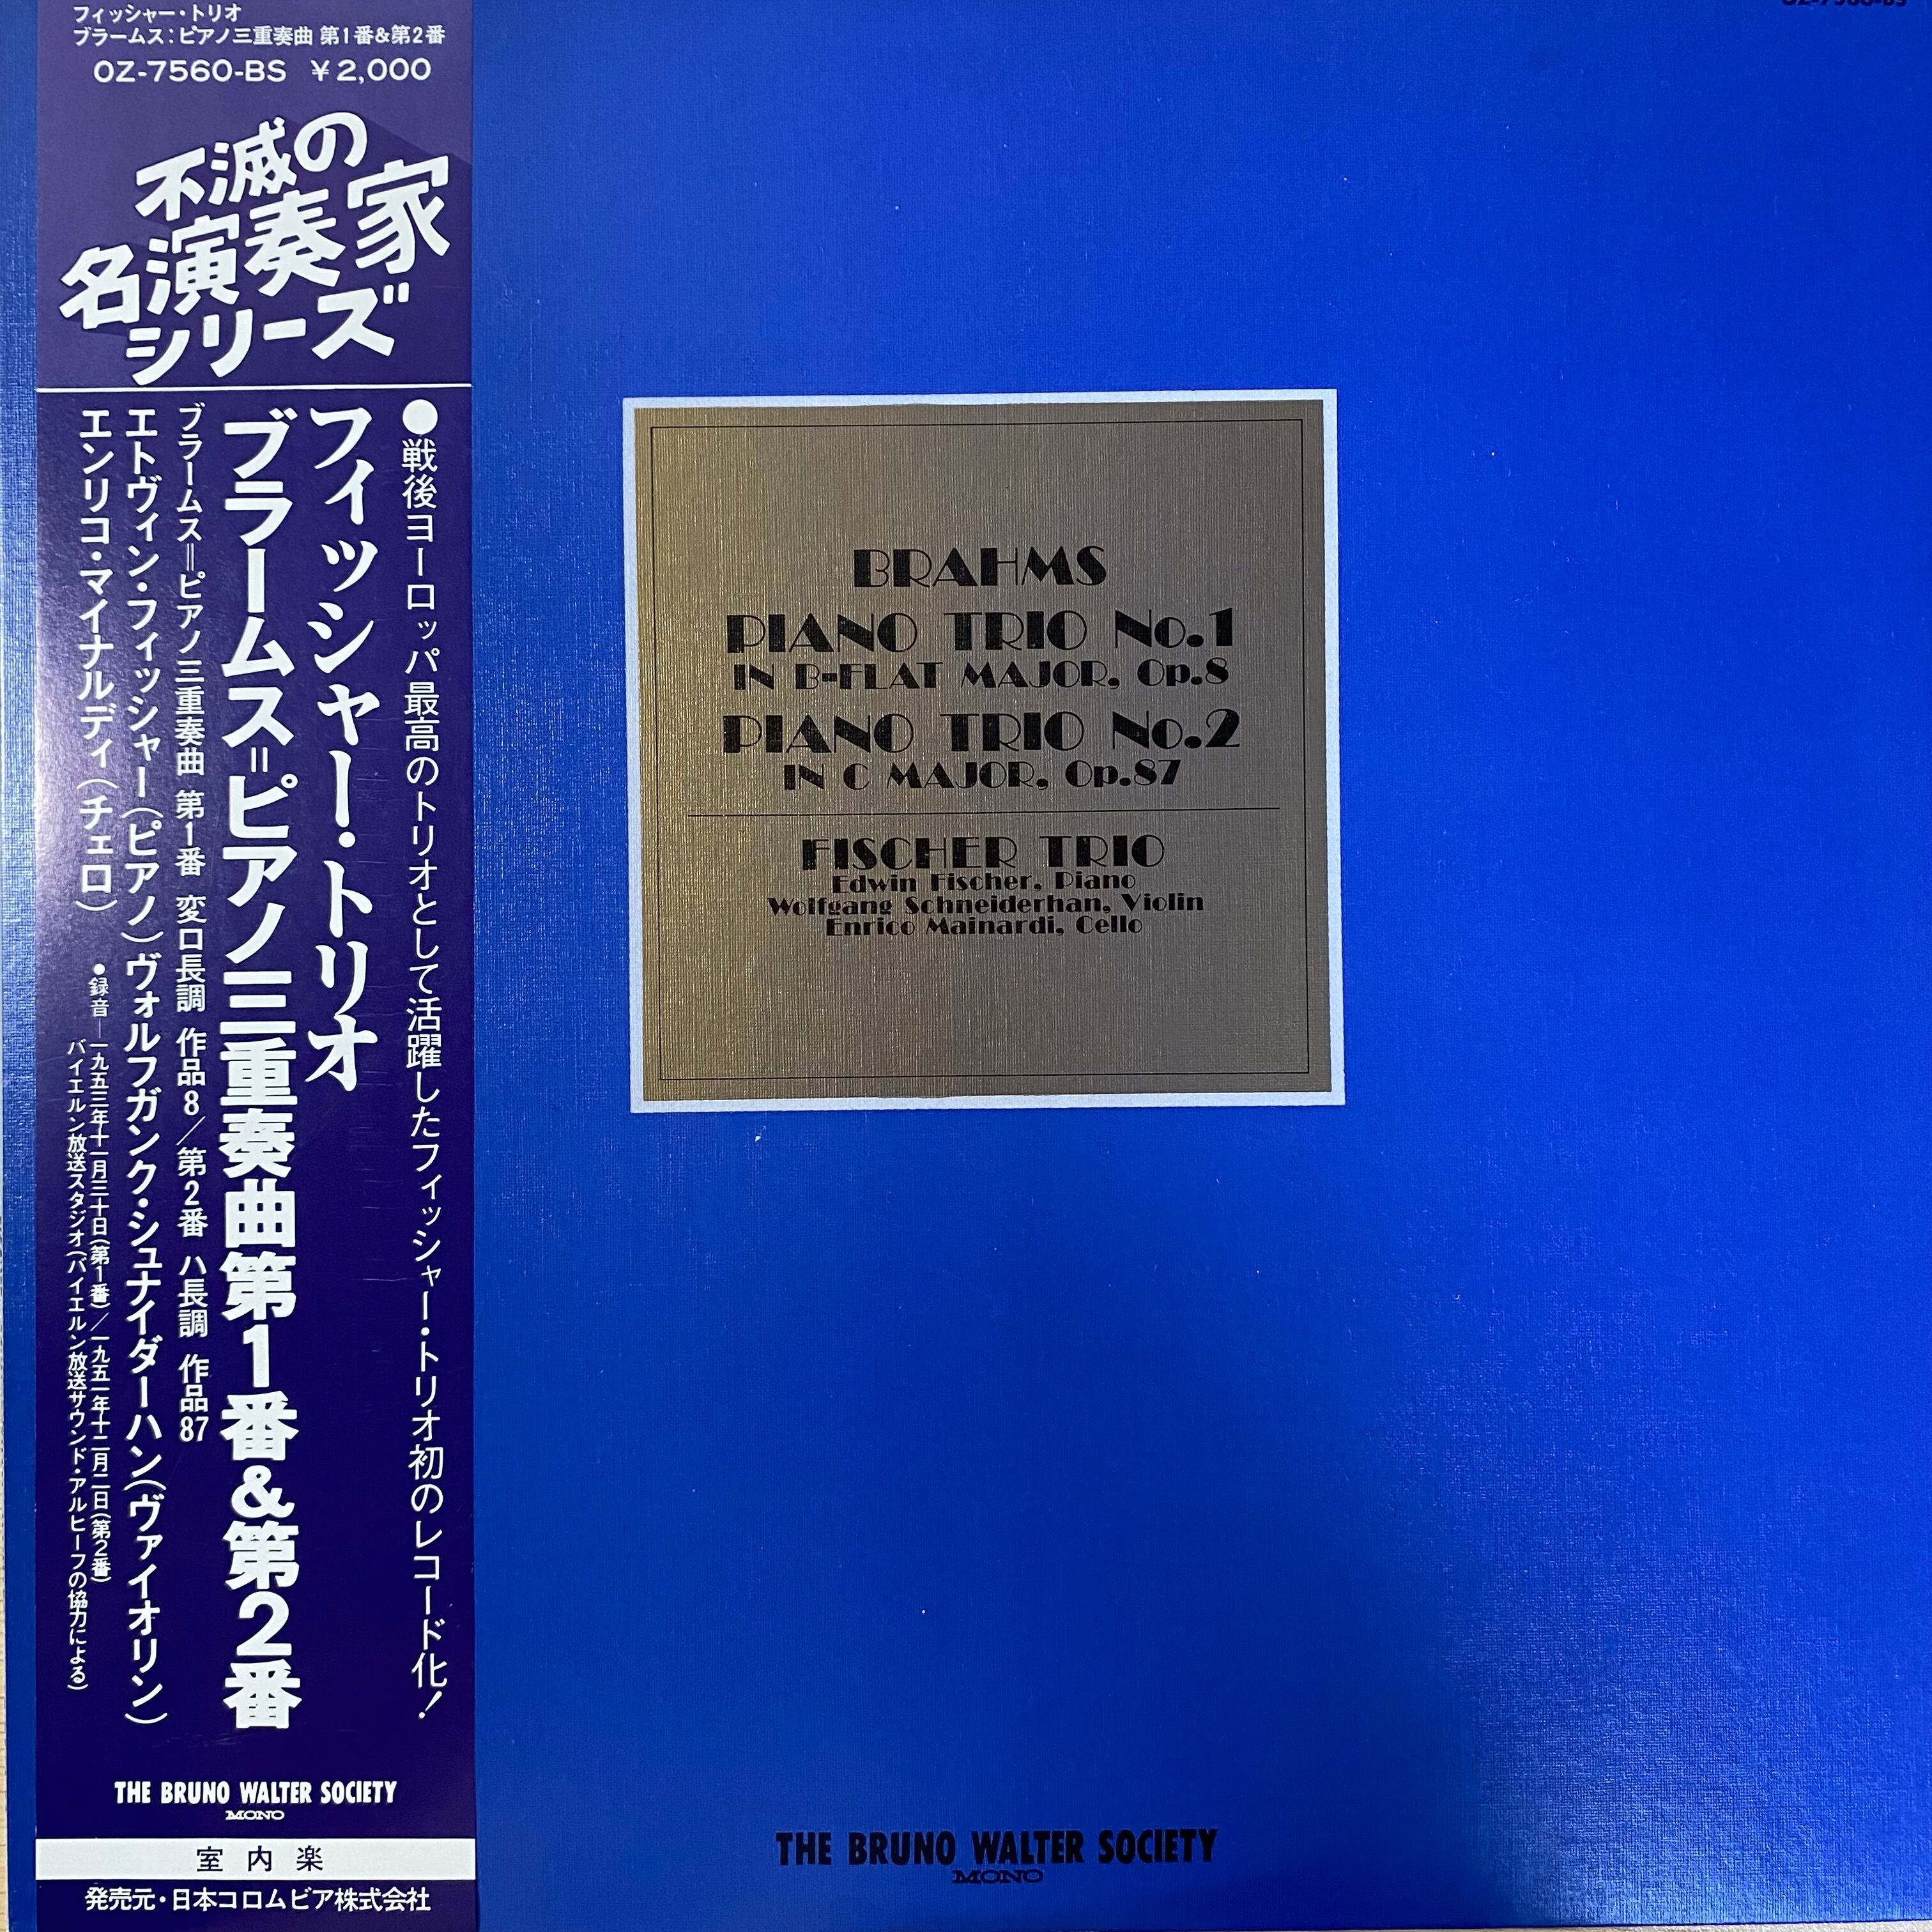 フィッシャー・トリオ
ブラームス:ピアノ三重奏曲 第1番&第2番
OZ-7560-BS ¥2,000
不滅の
名演奏家
シリーズ
●戦後ヨーロッパ最高のトリオとして活躍したフィッシャー・トリオ初のレコード化!
フィッシャー・トリオ
ブラームス=ピアノ三重奏曲第1番&第2番
ブラームス=ピアノ三重奏曲 第1番 変ロ長調 作品8/第2番 ハ長調 作品87
エトヴィン・フィッシャー(ピアノ)ヴォルフガンク・シュナイダーハン(ヴァイオリン)
エンリコ・マイナルディ(チェロ)
●録音―一九五三年十一月三十日(第1番)/一九五一年十二月二日(第2番)
バイエルン放送スタジオ(バイエルン放送サウンド・アルヒーフの協力による)
THE BRUNO WALTER SOCIETY
MONO
室内楽
発売元・日本コロムビア株式会社
OZ-7560-BS
BRAHMS
PIANO TRIO No.1
IN B-FLAT MAJOR, Op.8
PIANO TRIO No.2
IN C MAJOR, Op.87
FISCHER TRIO
Edwin Fischer, Piano
Wolfgang Schneiderhan, Violin
Enrico Mainardi, Cello
THE BRUNO WALTER SOCIETY
MONO